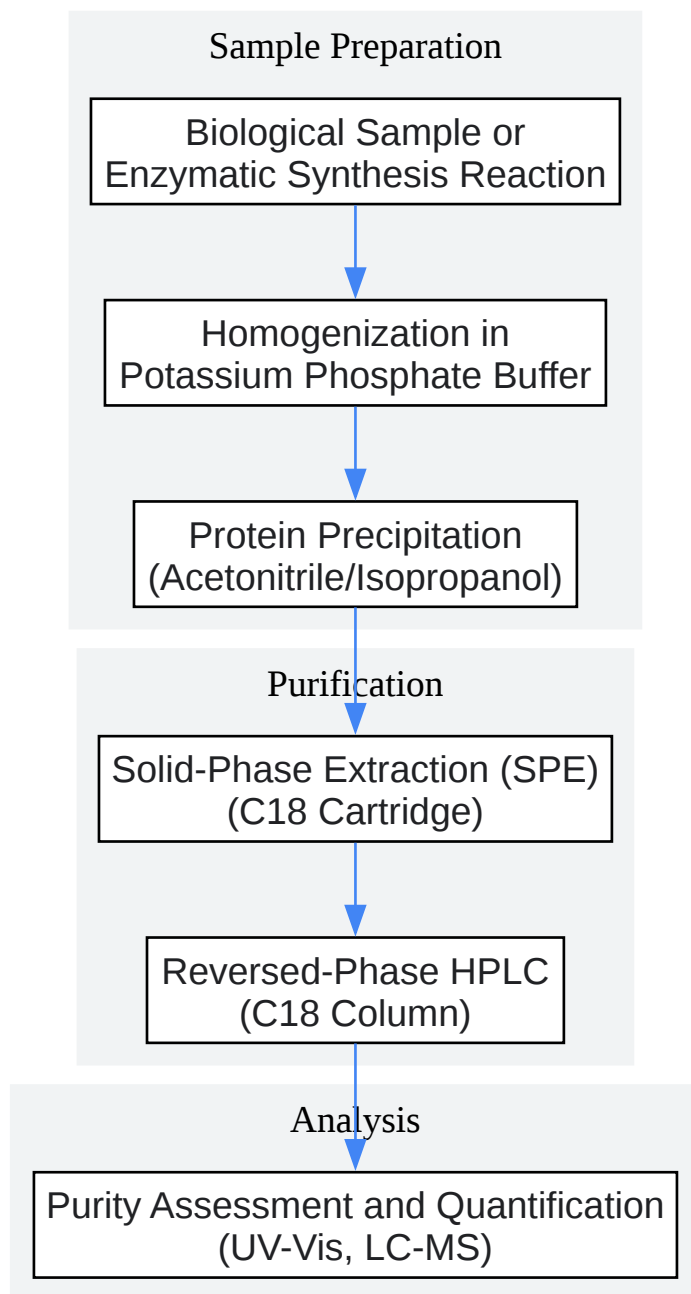 Sample Preparation
Biological Sample or
Enzymatic Synthesis Reaction
Homogenization in
Potassium Phosphate Buffer
Protein Precipitation
(Acetonitrile/Isopropanol)
Purification
Solid-Phase Extraction (SPE)
(C18 Cartridge)
Reversed-Phase HPLC
(C18 Column)
Analysis
Purity Assessment and Quantification
(UV-Vis, LC-MS)